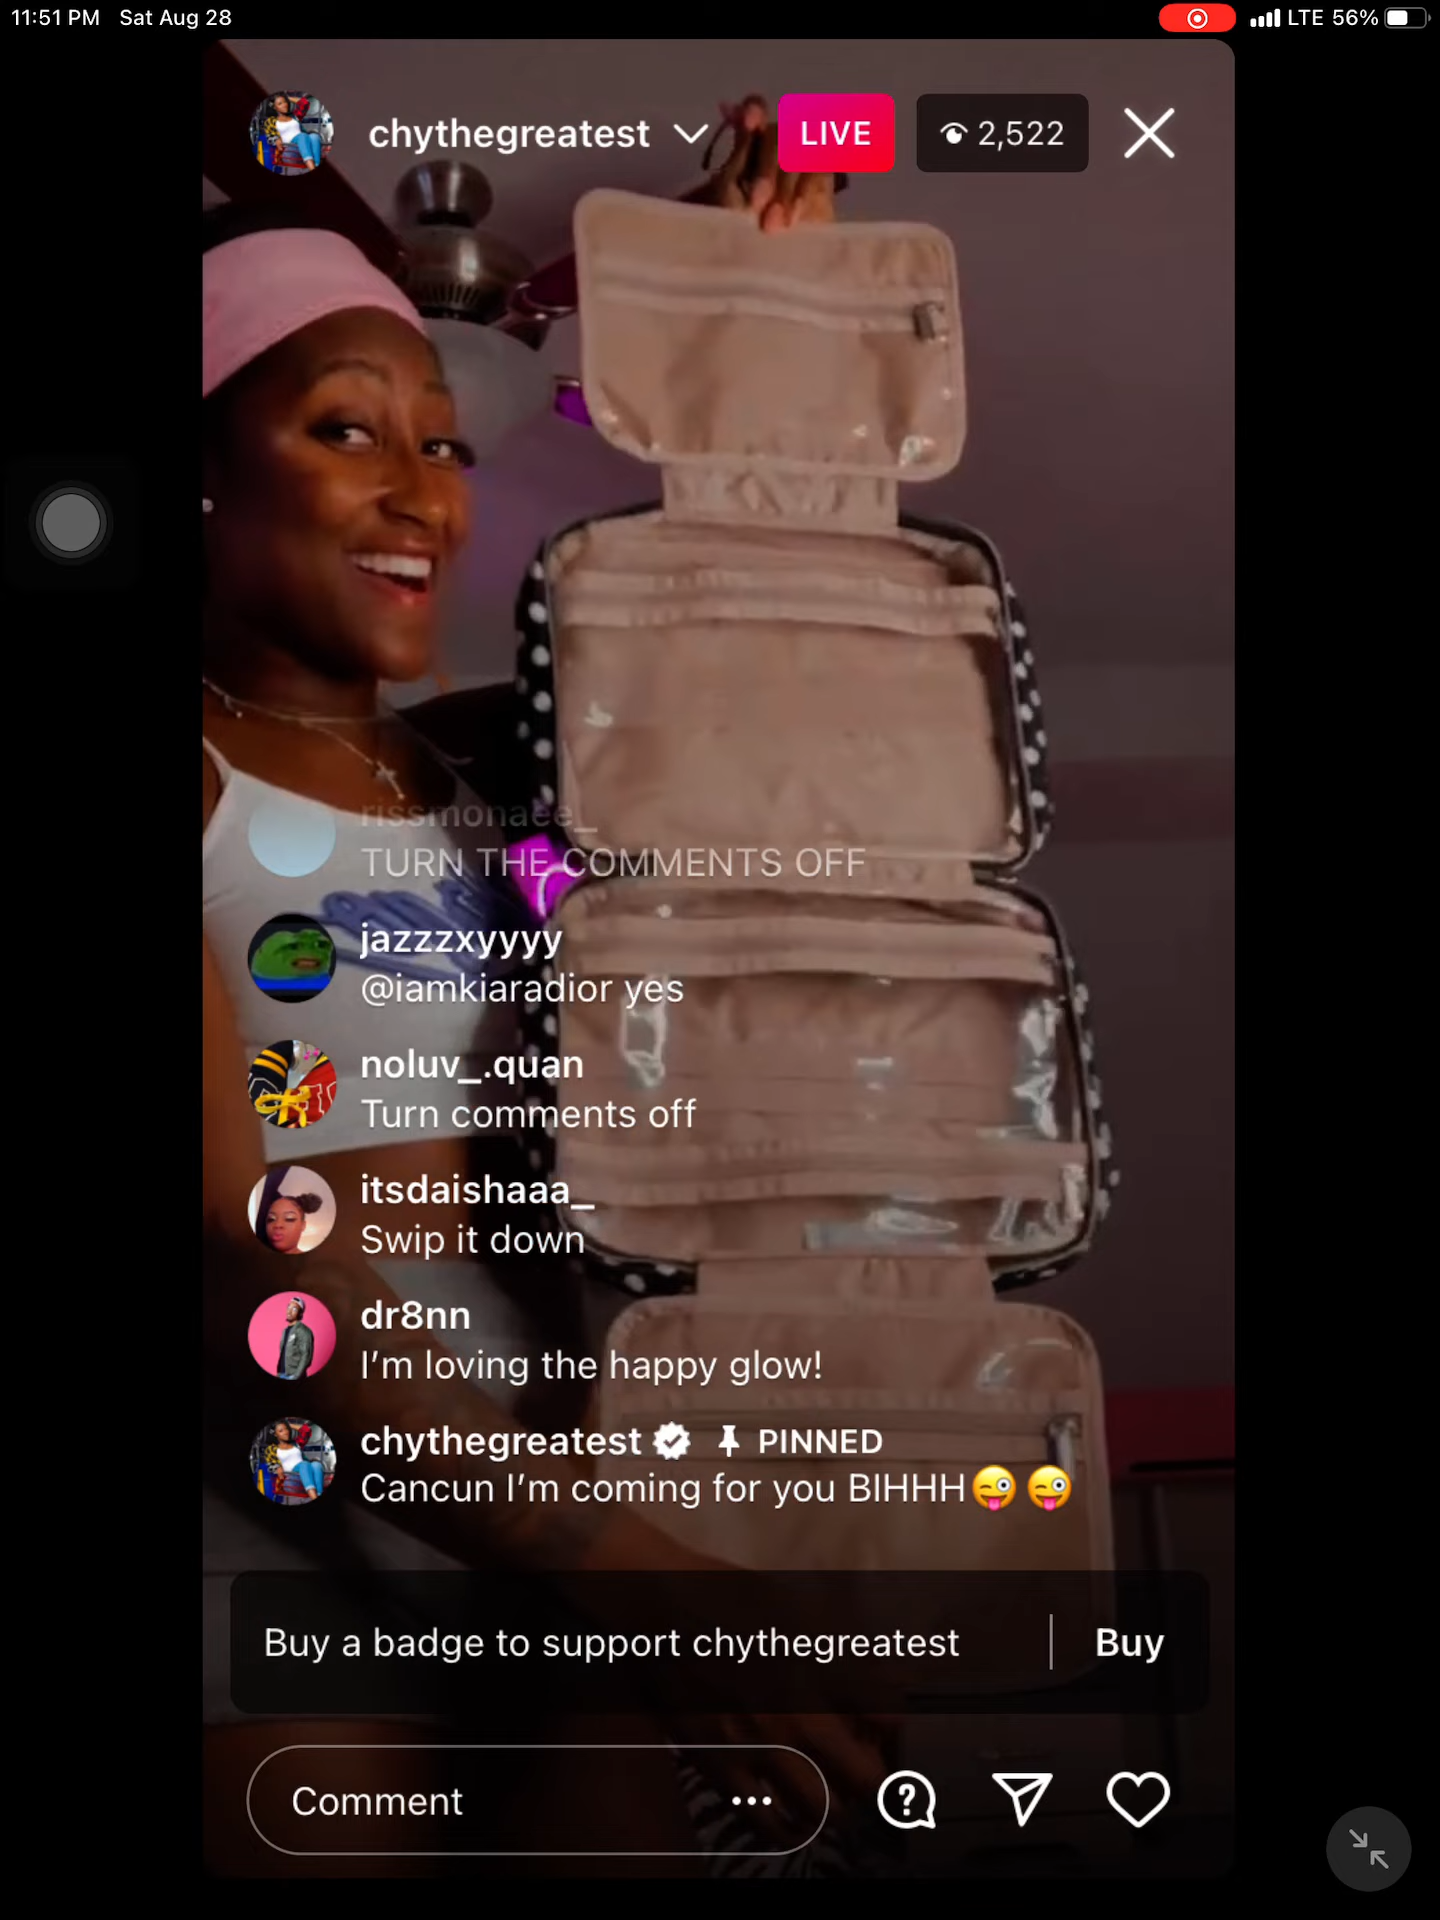 11:51 PM Sat Aug 28
LTE 56%
chythegreatest
LIVE
2,522
rissmonaee_
TURN THE COMMENTS OFF
jazzzxyyyy
@iamkiaradior yes
noluv_.quan
Turn comments off
itsdaishaaa_
Swip it down
dr8nn
I'm loving the happy glow!
chythegreatest PINNED
Cancun I'm coming for you BIHHH😜😜
Buy a badge to support chythegreatest | Buy
Comment ...